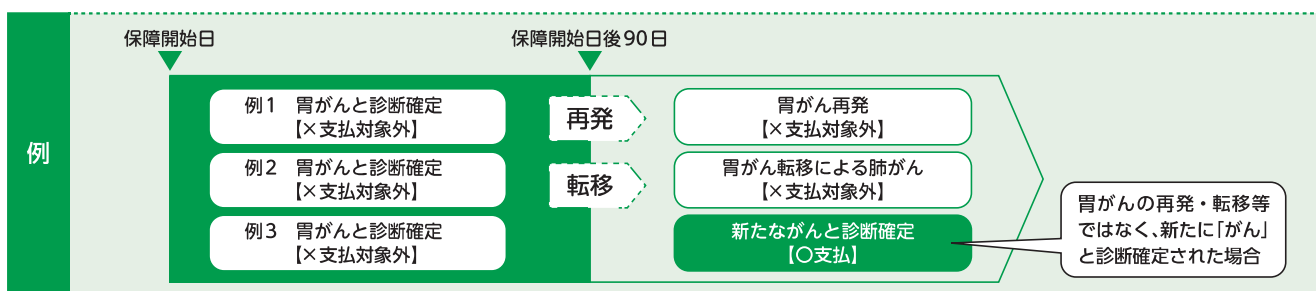 例
保障開始日
保障開始日後90日
例1 胃がんと診断確定
【×支払対象外】
再発
胃がん再発
【×支払対象外】
例2 胃がんと診断確定
【×支払対象外】
転移
胃がん転移による肺がん
【×支払対象外】
例3 胃がんと診断確定
【×支払対象外】
新たながんと診断確定
【○支払】
胃がんの再発・転移等
ではなく、新たに「がん」
と診断確定された場合